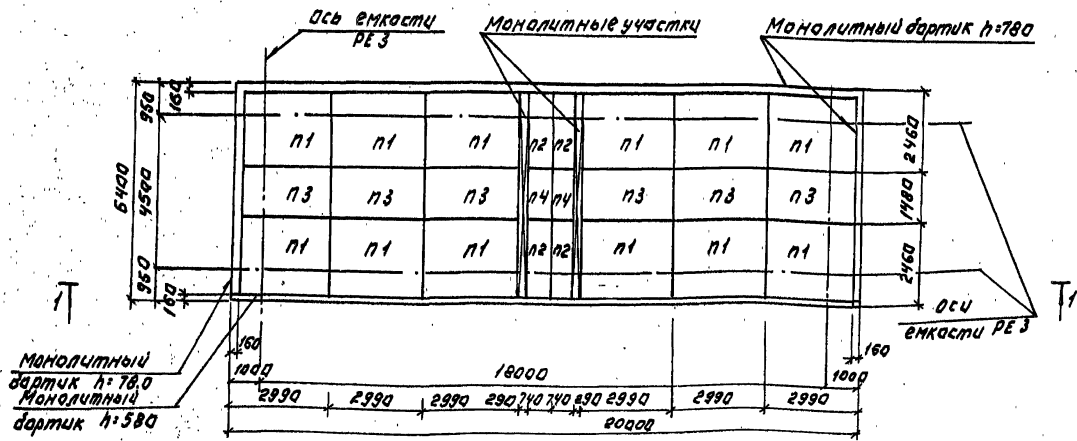 Ось емкости
РЕ 3
Монолитные участки
Монолитный бортик h=780
950
160
6400
4500
950
160
п1 п1 п1 п2 п2 п1 п1 п1
п3 п3 п3 п4 п4 п3 п3 п3
п1 п1 п1 п2 п2 п1 п1 п1
2460
1480
2460
1
1
Оси
емкости РЕ 3
Монолитный
бортик h=780
Монолитный
бортик h=580
160
160
1000 18000 1000
2990 2990 2990 290 740 740 290 2990 2990 2990
20000